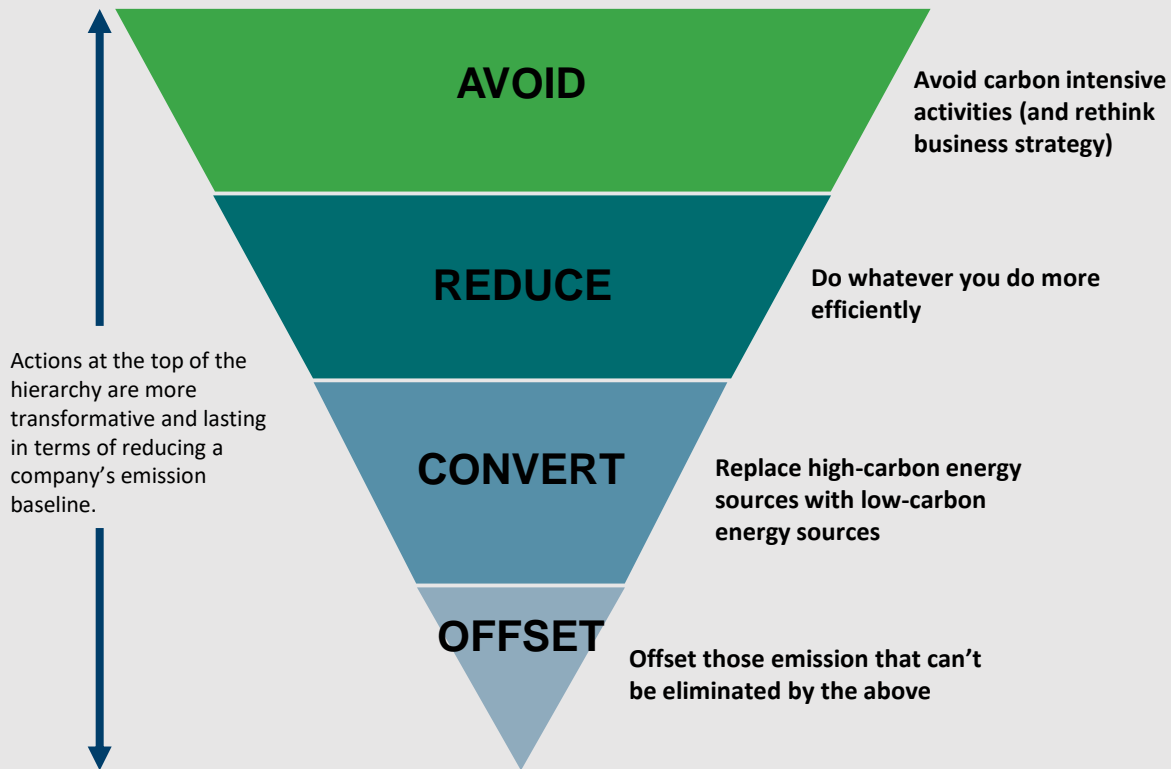 AVOID
Avoid carbon intensive
activities (and rethink
business strategy)
REDUCE
Do whatever you do more
efficiently
Actions at the top of the
hierarchy are more
transformative and lasting
in terms of reducing a
company’s emission
baseline.
CONVERT
Replace high-carbon energy
sources with low-carbon
energy sources
OFFSET
Offset those emission that can’t
be eliminated by the above